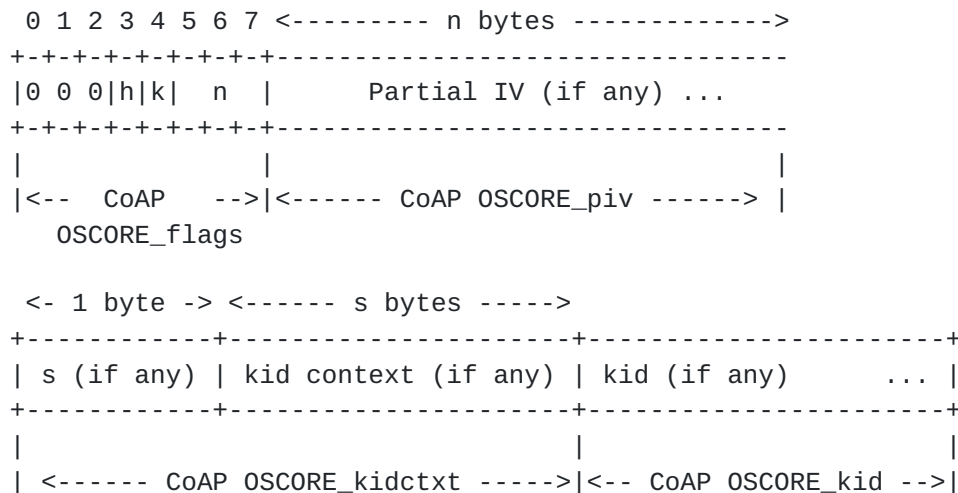 0 1 2 3 4 5 6 7 <--------- n bytes ------------->
+-+-+-+-+-+-+-+-+---------------------------------
|0 0 0|h|k|  n  |      Partial IV (if any) ...
+-+-+-+-+-+-+-+-+---------------------------------
|               |                                |
|<--  CoAP   -->|<------ CoAP OSCORE_piv ------> |
   OSCORE_flags

 <- 1 byte -> <------ s bytes ----->
+------------+----------------------+-----------------------+
| s (if any) | kid context (if any) | kid (if any)      ... |
+------------+----------------------+-----------------------+
|                                   |                       |
| <------ CoAP OSCORE_kidctxt ----->|<-- CoAP OSCORE_kid -->|